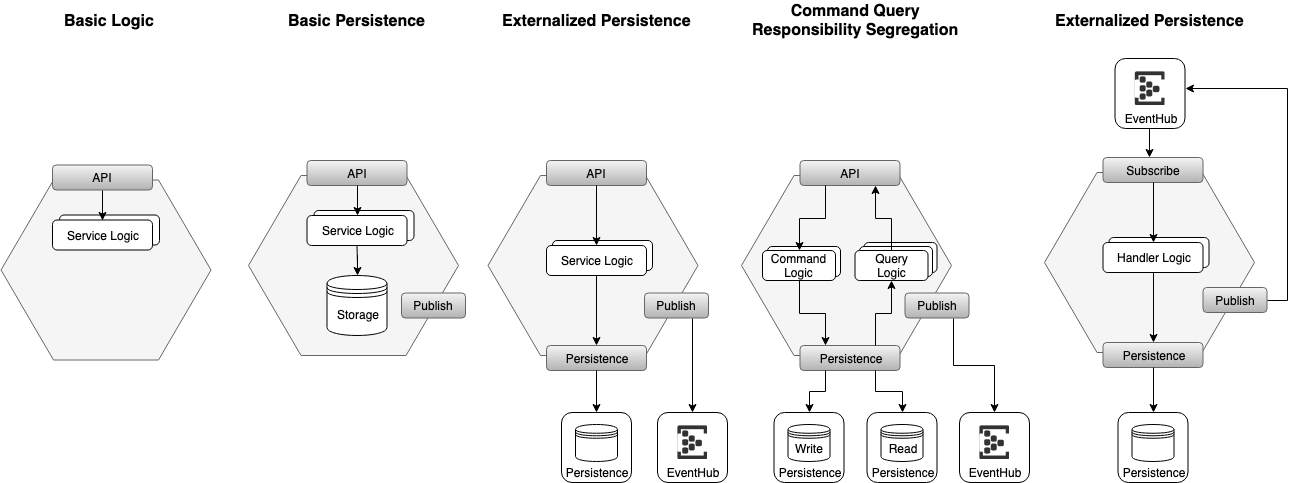 Basic Logic
API
Service Logic
Basic Persistence
API
Service Logic
Storage
Publish
Externalized Persistence
API
Service Logic
Publish
Persistence
Persistence
EventHub
Command Query
Responsibility Segregation
API
Command
Logic
Query
Logic
Publish
Persistence
Write
Persistence
Read
Persistence
EventHub
Externalized Persistence
EventHub
Subscribe
Handler Logic
Publish
Persistence
Persistence